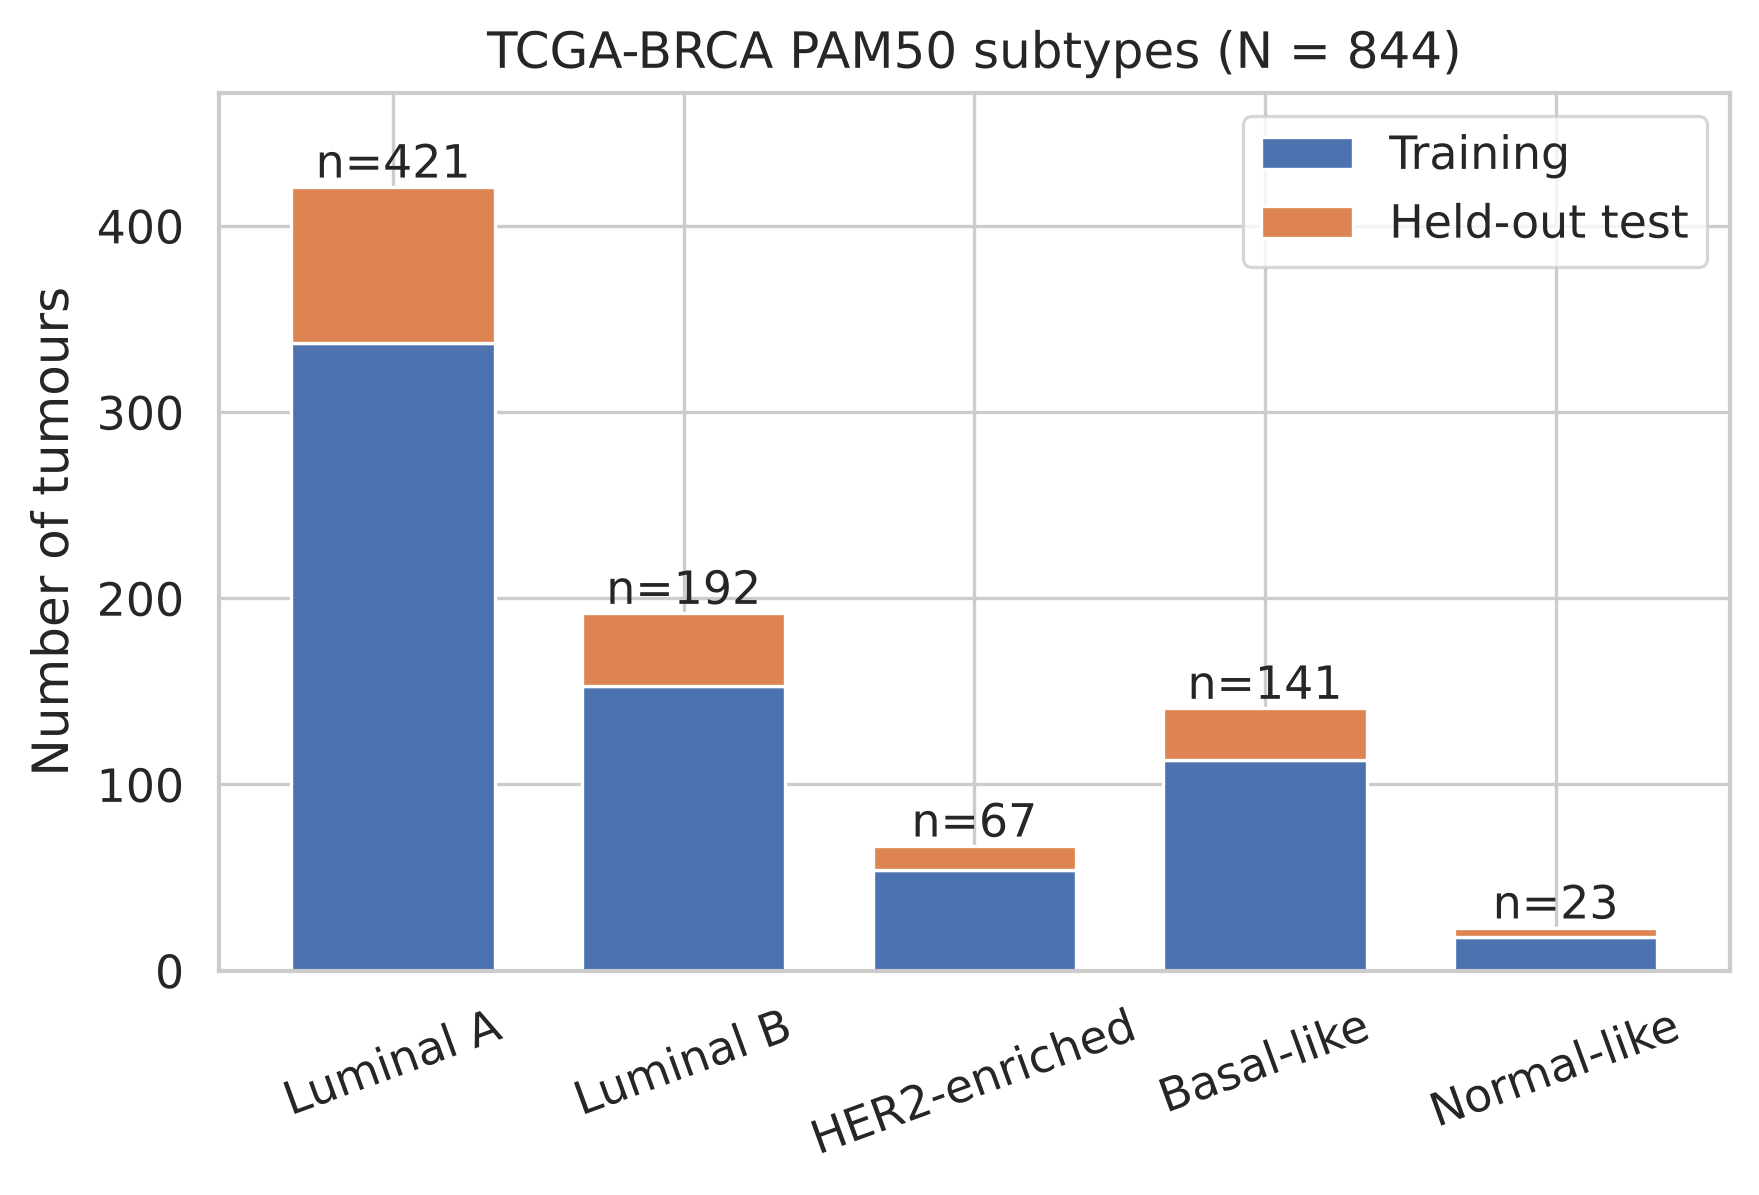 TCGA-BRCA PAM50 subtypes (N = 844)
Training
Held-out test
Number of tumours
400
300
200
100
0
n=421
n=192
n=67
n=141
n=23
Luminal A
Luminal B
HER2-enriched
Basal-like
Normal-like